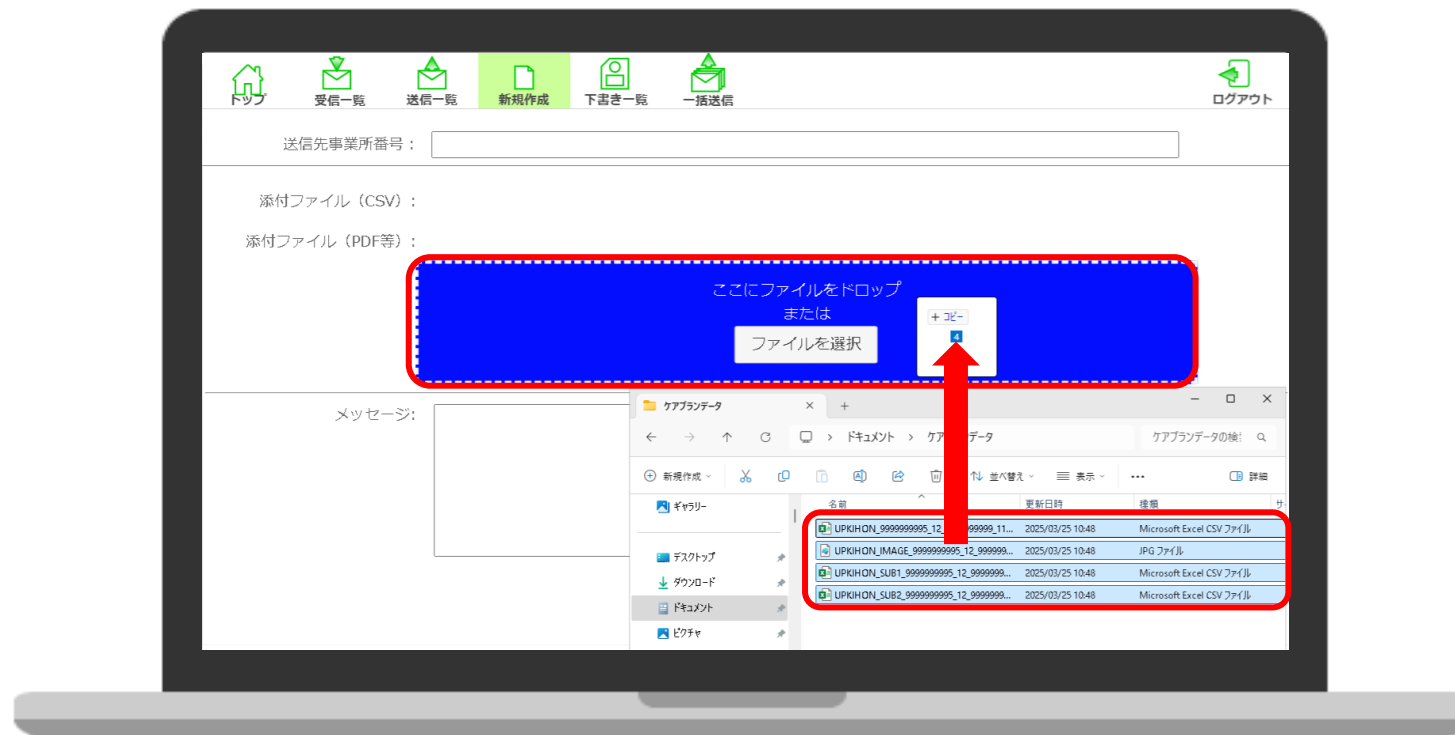 トップ
受信一覧
送信一覧
新規作成
下書き一覧
一括送信
ログアウト
送信先事業所番号：
添付ファイル（CSV）:
添付ファイル（PDF等）:
ここにファイルをドロップ
または
ファイルを選択
+ コピー
4
メッセージ:
ケアプランデータ
ドキュメント > ケア データ
ケアプランデータの検
新規作成
並べ替え
表示
詳細
ギャラリー
デスクトップ
ダウンロード
ドキュメント
ピクチャ
名前 更新日時 種類 サ
UPKIHON_9999999995_12_ 99999_11... 2025/03/25 10:48 Microsoft Excel CSV ファイル
UPKIHON_IMAGE_9999999995_12_999999... 2025/03/25 10:48 JPG ファイル
UPKIHON_SUB1_9999999995_12_9999999... 2025/03/25 10:48 Microsoft Excel CSV ファイル
UPKIHON_SUB2_9999999995_12_9999999... 2025/03/25 10:48 Microsoft Excel CSV ファイル